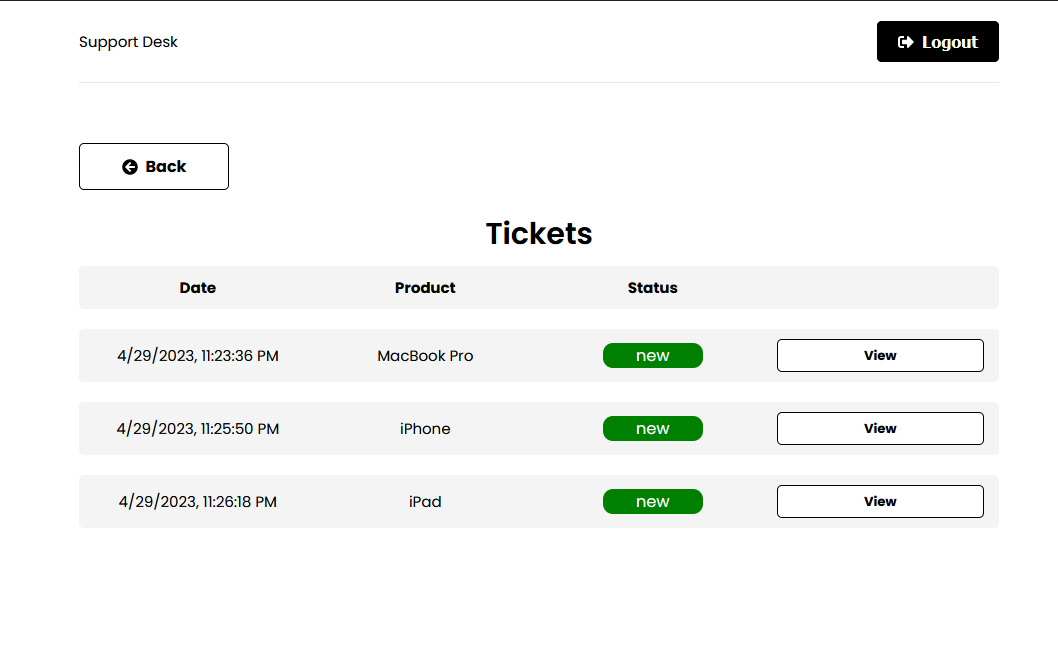 Support Desk
Logout
Back
Tickets
Date Product Status
4/29/2023, 11:23:36 PM MacBook Pro new View
4/29/2023, 11:25:50 PM iPhone new View
4/29/2023, 11:26:18 PM iPad new View